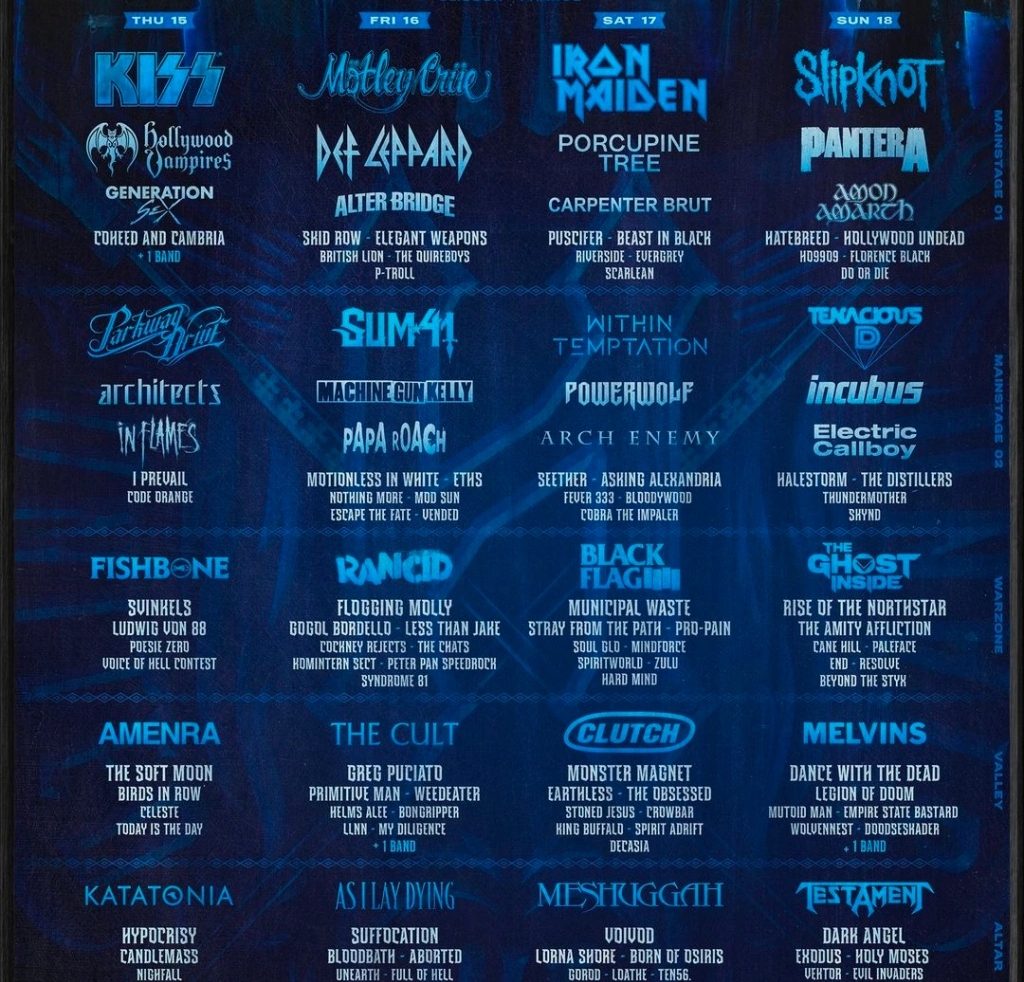 THU 15
FRI 16
SAT 17
SUN 18
MAINSTAGE 01
KISS
Hollywood
Vampires
GENERATION
SEX
COHEED AND CAMBRIA
+ 1 BAND
Mötley Crüe
DEF LEPPARD
ALTER BRIDGE
SKID ROW - ELEGANT WEAPONS
BRITISH LION - THE QUIREBOYS
P-TROLL
IRON
MAIDEN
PORCUPINE
TREE
CARPENTER BRUT
PUSCIFER - BEAST IN BLACK
RIVERSIDE - EVERGREY
SCARLEAN
SLIPKNOT
PANTERA
AMON
AMARTH
HATEBREED - HOLLYWOOD UNDEAD
HO9909 - FLORENCE BLACK
DO OR DIE
MAINSTAGE 02
Parkway
Drive
architects
IN FLAMES
I PREVAIL
CODE ORANGE
SUM 41
MACHINE GUN KELLY
PAPA ROACH
MOTIONLESS IN WHITE - ETHS
NOTHING MORE - MOD SUN
ESCAPE THE FATE - VENDED
WITHIN
TEMPTATION
POWERWOLF
ARCH ENEMY
SEETHER - ASKING ALEXANDRIA
FEVER 333 - BLOODYWOOD
COBRA THE IMPALER
TENACIOUS
D
incubus
Electric
Callboy
HALESTORM - THE DISTILLERS
THUNDERMOTHER
SKYND
WARZONE
FISHBONE
SVINKELS
LUDWIG VON 88
POESIE ZERO
VOICE OF HELL CONTEST
RANCID
FLOGGING MOLLY
GOGOL BORDELLO - LESS THAN JAKE
COCKNEY REJECTS - THE CHATS
KOMINTERN SECT - PETER PAN SPEEDROCK
SYNDROME 81
BLACK
FLAG
MUNICIPAL WASTE
STRAY FROM THE PATH - PRO-PAIN
SOUL GLO - MINDFORCE
SPIRITWORLD - ZULU
HARD MIND
THE
GHOST
INSIDE
RISE OF THE NORTHSTAR
THE AMITY AFFLICTION
CANE HILL - PALEFACE
END - RESOLVE
BEYOND THE STYX
VALLEY
AMENRA
THE SOFT MOON
BIRDS IN ROW
CELESTE
TODAY IS THE DAY
THE CULT
GREG PUCIATO
PRIMITIVE MAN - WEEDEATER
HELMS ALEE - BONGRIPPER
LLNN - MY DILIGENCE
+ 1 BAND
CLUTCH
MONSTER MAGNET
EARTHLESS - THE OBSESSED
STONED JESUS - CROWBAR
KING BUFFALO - SPIRIT ADRIFT
DECASIA
MELVINS
DANCE WITH THE DEAD
LEGION OF DOOM
MUTOID MAN - EMPIRE STATE BASTARD
WOLVENNEST - DOODSESHADER
+ 1 BAND
ALTAR
KATATONIA
HYPOCRISY
CANDLEMASS
NIGHFALL
AS I LAY DYING
SUFFOCATION
BLOODBATH - ABORTED
UNEARTH - FULL OF HELL
MESHUGGAH
VOIVOD
LORNA SHORE - BORN OF OSIRIS
GOROD - LOATHE - TEN56.
TESTAMENT
DARK ANGEL
EXODUS - HOLY MOSES
VEKTOR - EVIL INVADERS